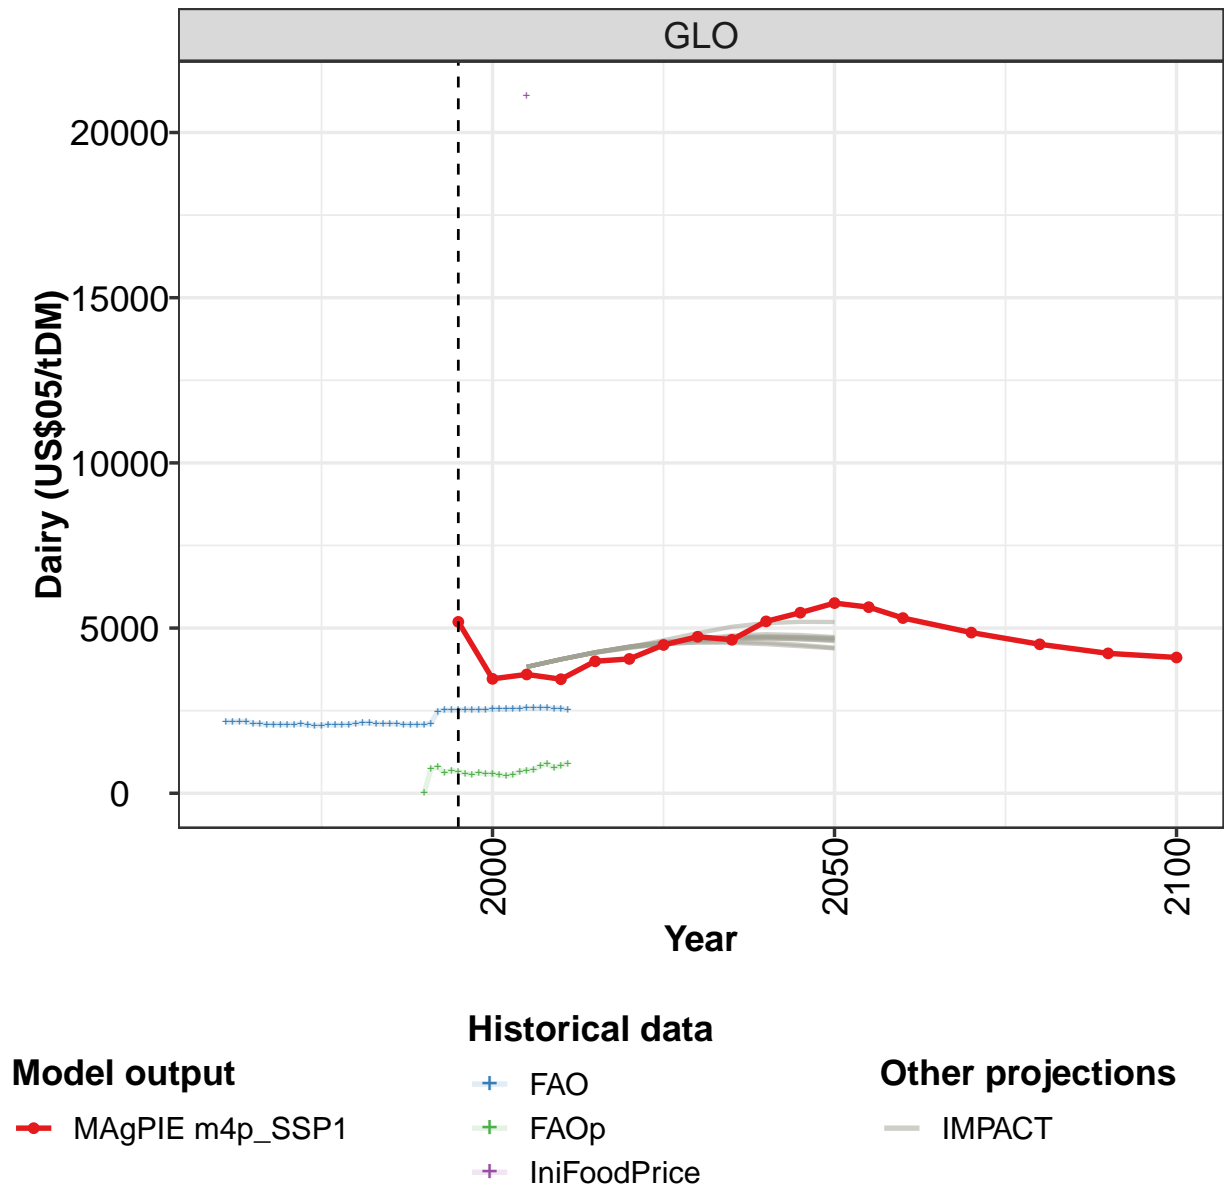 GLO
20000
15000
10000
5000
0
Dairy (US$05/tDM)
2000
2050
2100
Year
Historical data
Model output
Other projections
FAO
MAgPIE m4p_SSP1
FAOp
IMPACT
IniFoodPrice